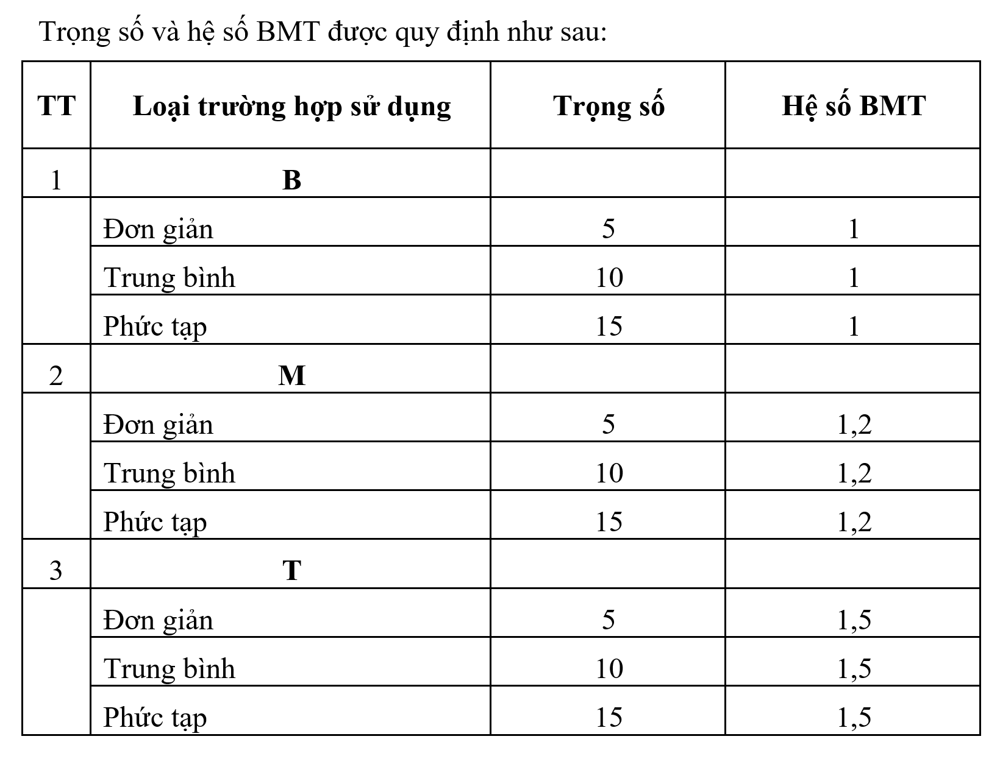 Trọng số và hệ số BMT được quy định như sau:
TT Loại trường hợp sử dụng Trọng số Hệ số BMT
1 B
Đơn giản 5 1
Trung bình 10 1
Phức tạp 15 1
2 M
Đơn giản 5 1,2
Trung bình 10 1,2
Phức tạp 15 1,2
3 T
Đơn giản 5 1,5
Trung bình 10 1,5
Phức tạp 15 1,5